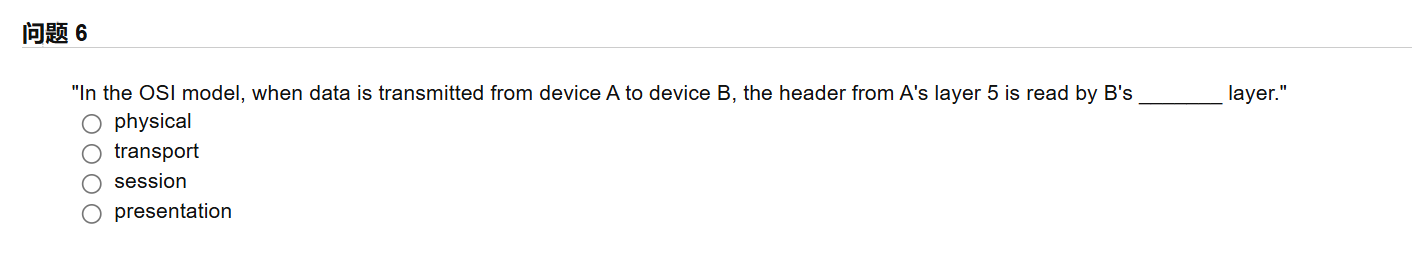 问题 6
"In the OSI model, when data is transmitted from device A to device B, the header from A's layer 5 is read by B's ________ layer."
physical
transport
session
presentation